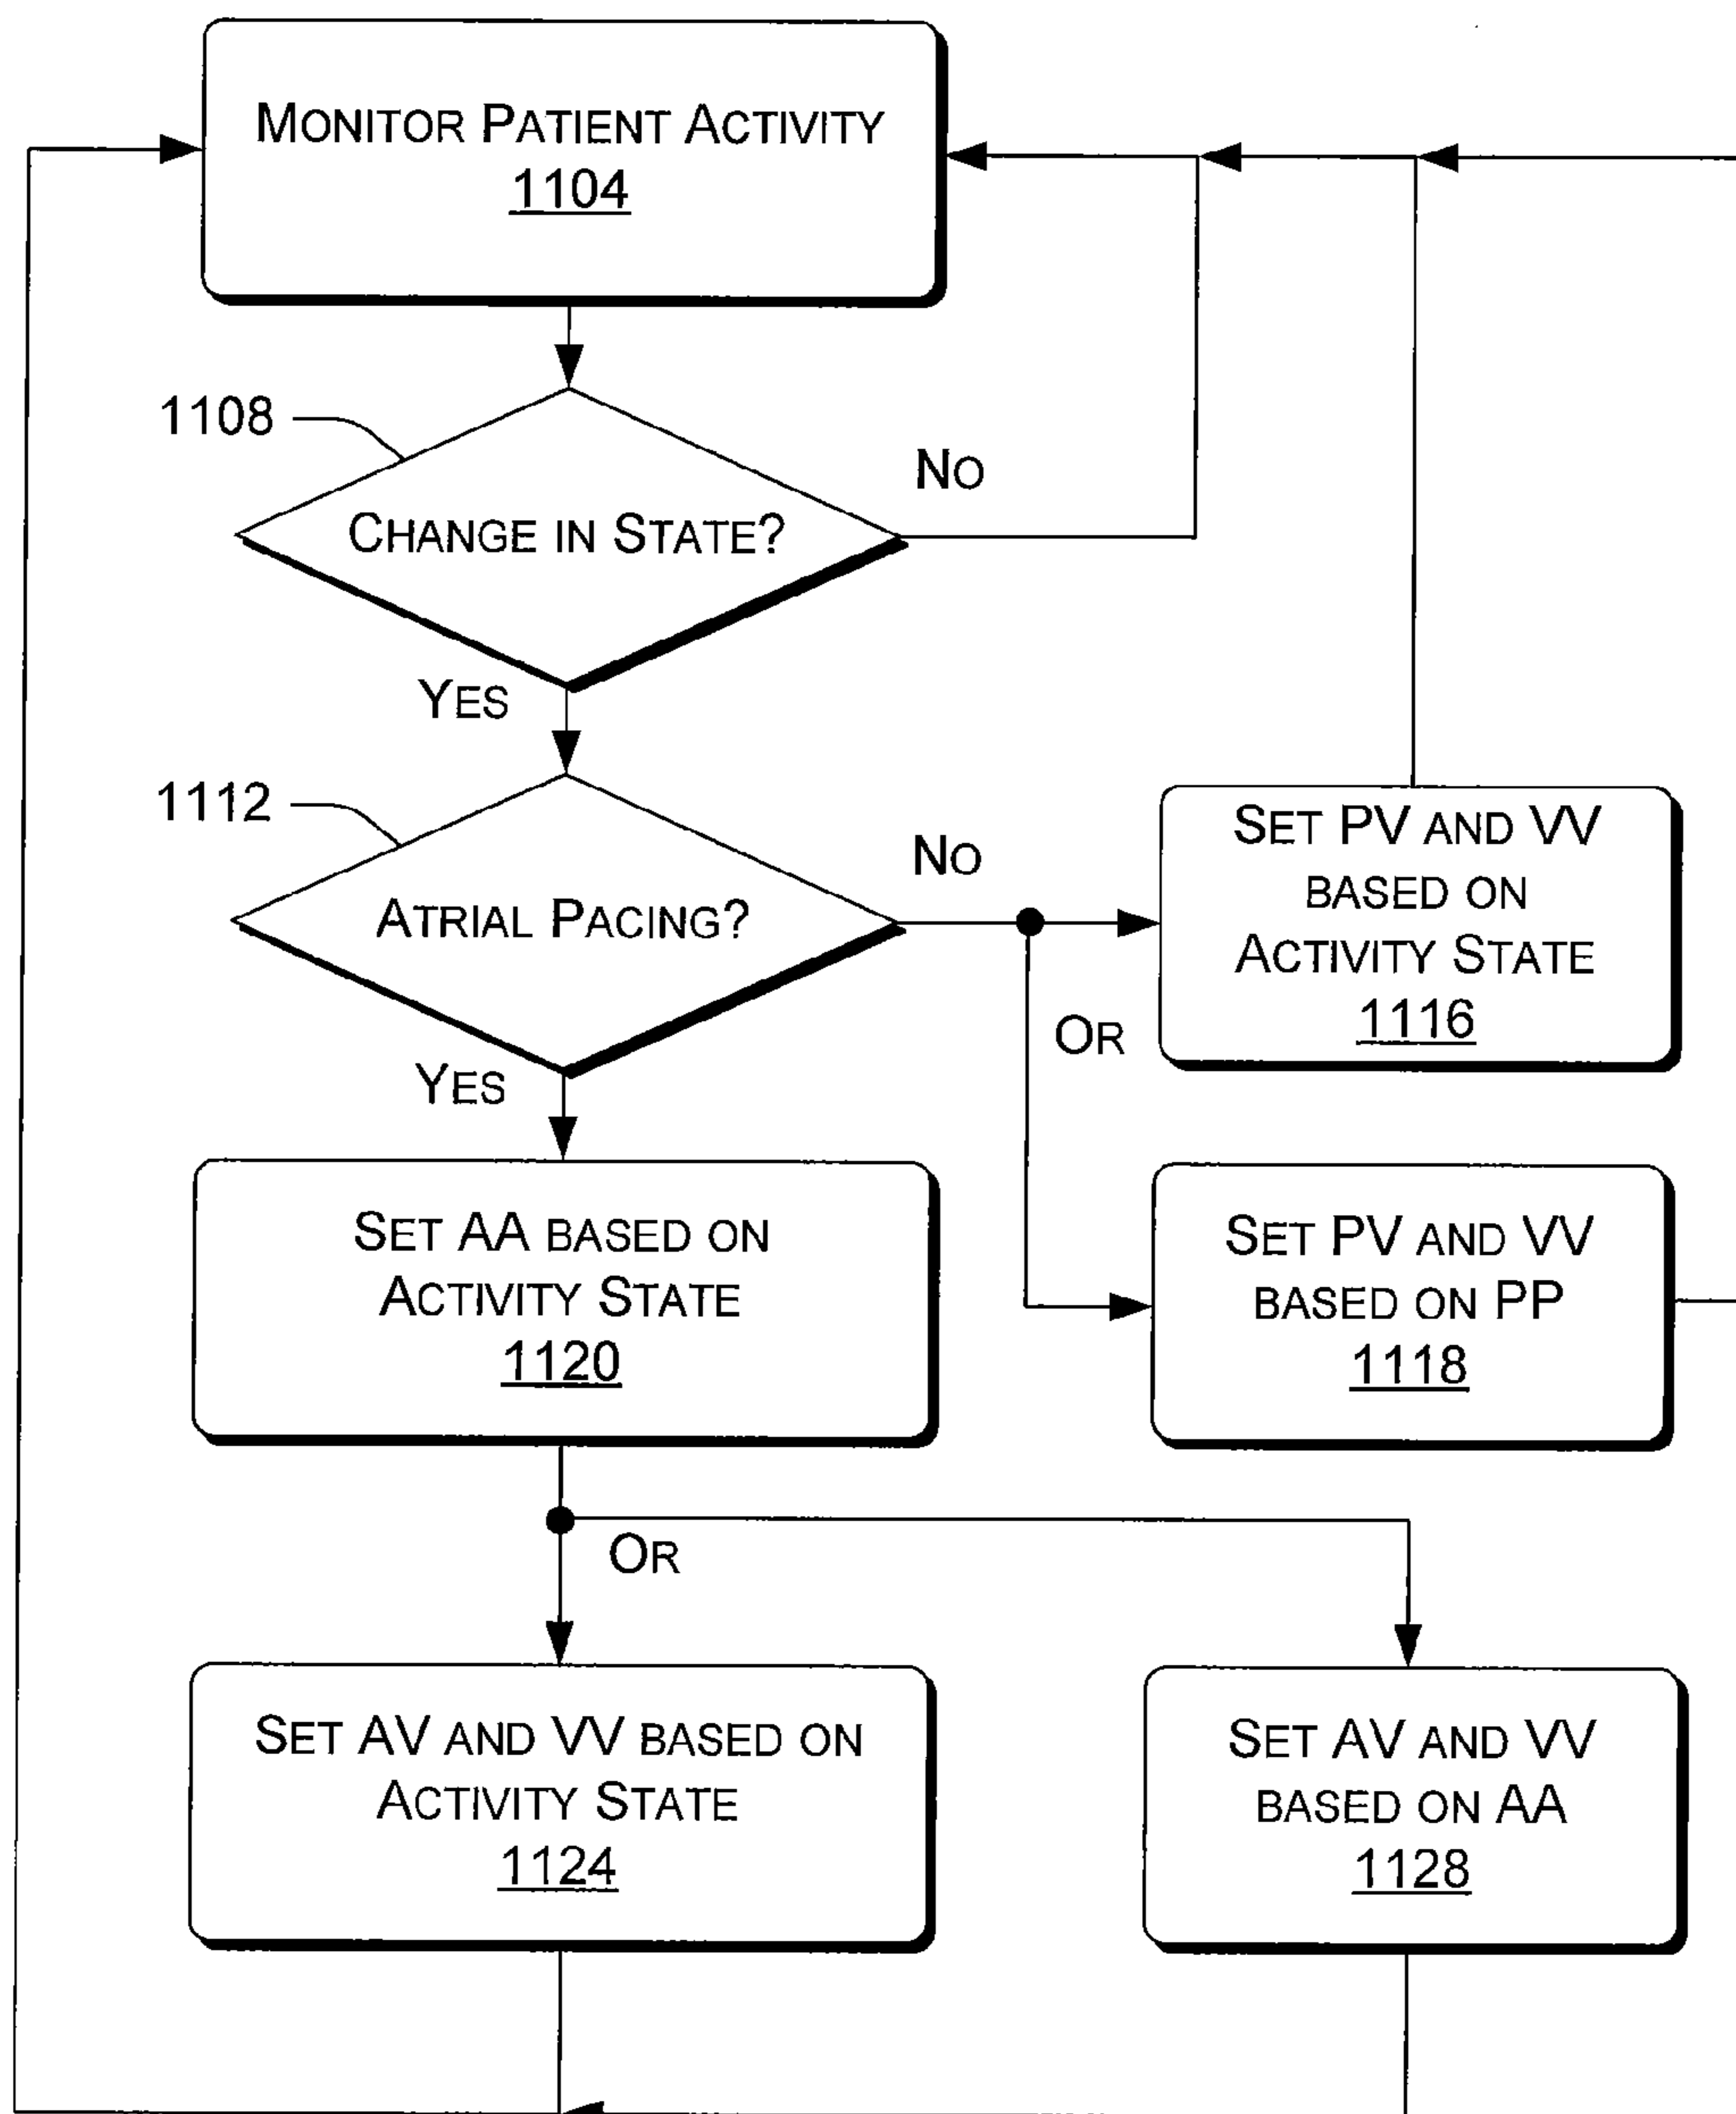 MONITOR PATIENT ACTIVITY
1104
1108
NO
CHANGE IN STATE?
YES
1112
NO
ATRIAL PACING?
YES
SET PV AND VV
BASED ON
ACTIVITY STATE
1116
OR
SET AA BASED ON
ACTIVITY STATE
1120
SET PV AND VV
BASED ON PP
1118
OR
SET AV AND VV BASED ON
ACTIVITY STATE
1124
SET AV AND VV
BASED ON AA
1128